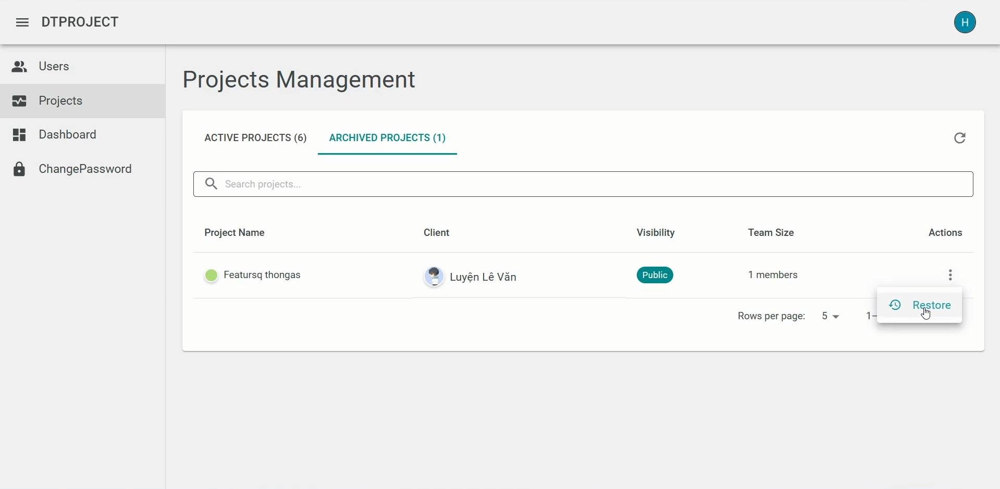 DTPROJECT
H
Users
Projects
Dashboard
ChangePassword
Projects Management
ACTIVE PROJECTS (6)
ARCHIVED PROJECTS (1)
Search projects...
Project Name Client Visibility Team Size Actions
Featursq thongas Luyện Lê Văn Public 1 members
Restore
Rows per page: 5 1–